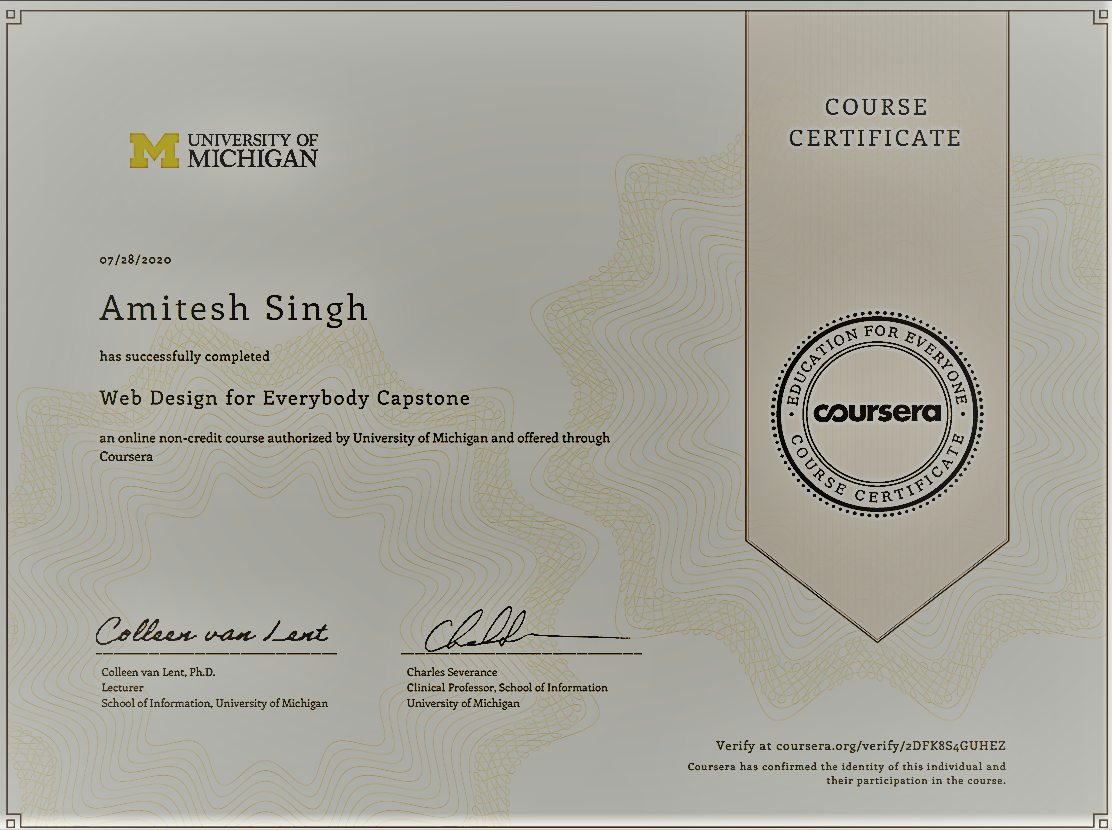 UNIVERSITY OF
MICHIGAN
COURSE
CERTIFICATE
07/28/2020
Amitesh Singh
has successfully completed
Web Design for Everybody Capstone
an online non-credit course authorized by University of Michigan and offered through
Coursera
EDUCATION FOR EVERYONE
coursera
COURSE CERTIFICATE
Colleen van Lent
Colleen van Lent, Ph.D.
Lecturer
School of Information, University of Michigan
Charles Severance
Clinical Professor, School of Information
University of Michigan
Verify at coursera.org/verify/2DFK8S4GUHEZ
Coursera has confirmed the identity of this individual and
their participation in the course.